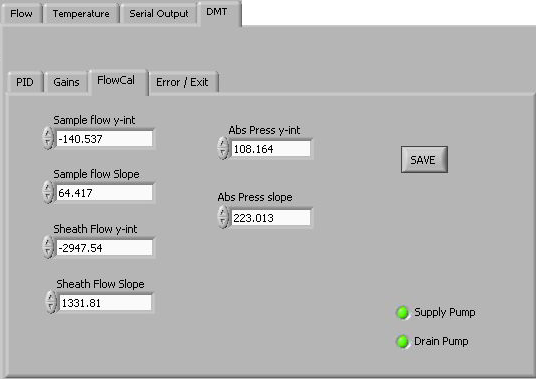 Flow Temperature Serial Output DMT
PID Gains FlowCal Error / Exit
Sample flow y-int
-140.537
Sample flow Slope
64.417
Sheath Flow y-int
-2947.54
Sheath Flow Slope
1331.81
Abs Press y-int
108.164
Abs Press slope
223.013
SAVE
Supply Pump
Drain Pump